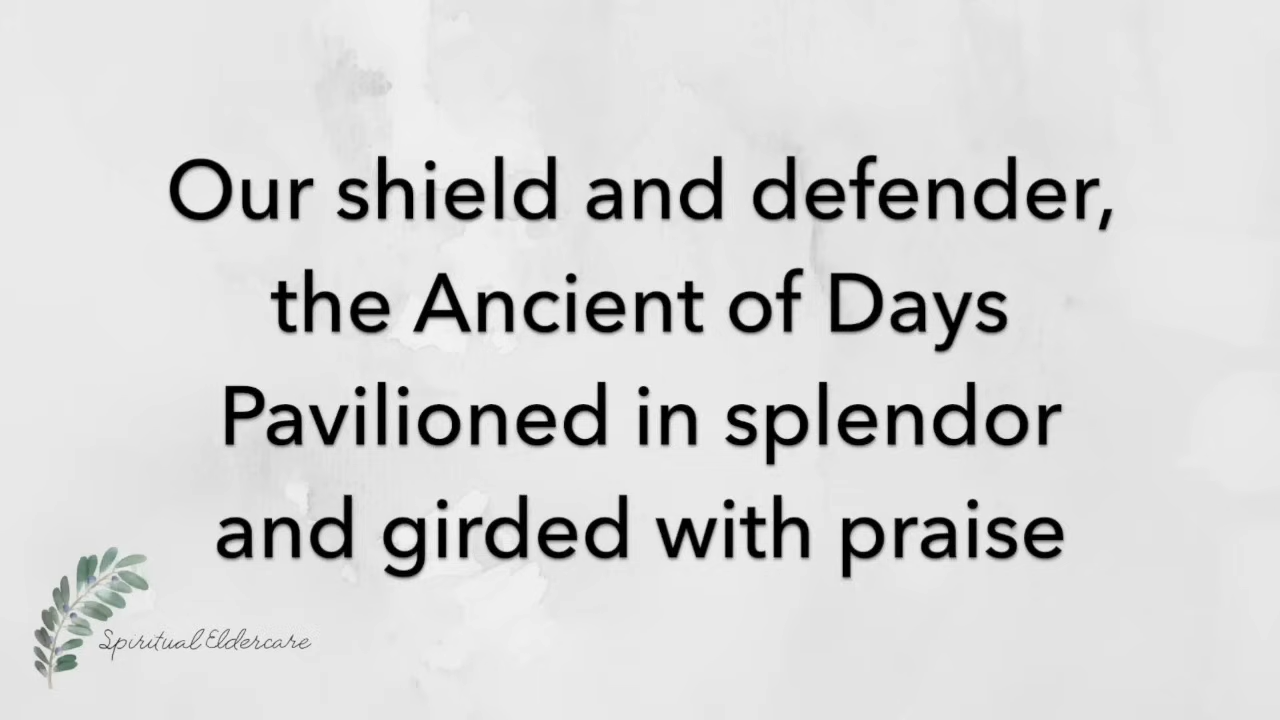 Our shield and defender,
the Ancient of Days
Pavilioned in splendor
and girded with praise
Spiritual Eldercare